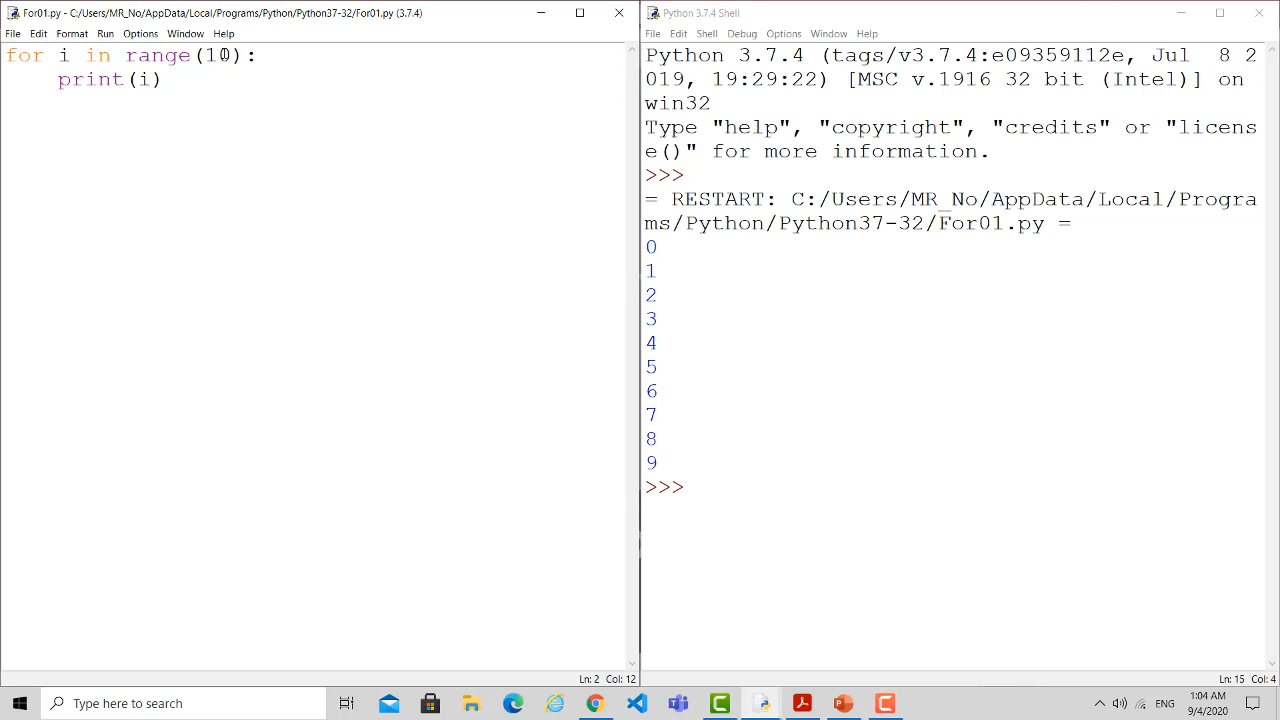 For01.py - C:/Users/MR_No/AppData/Local/Programs/Python/Python37-32/For01.py (3.7.4)
File Edit Format Run Options Window Help
for i in range(10):
    print(i)
Ln: 2 Col: 12
Python 3.7.4 Shell
File Edit Shell Debug Options Window Help
Python 3.7.4 (tags/v3.7.4:e09359112e, Jul  8 2
019, 19:29:22) [MSC v.1916 32 bit (Intel)] on
win32
Type "help", "copyright", "credits" or "licens
e()" for more information.
>>>
= RESTART: C:/Users/MR_No/AppData/Local/Progra
ms/Python/Python37-32/For01.py =
0
1
2
3
4
5
6
7
8
9
>>>
Ln: 15 Col: 4
Type here to search
ENG
1:04 AM
9/4/2020